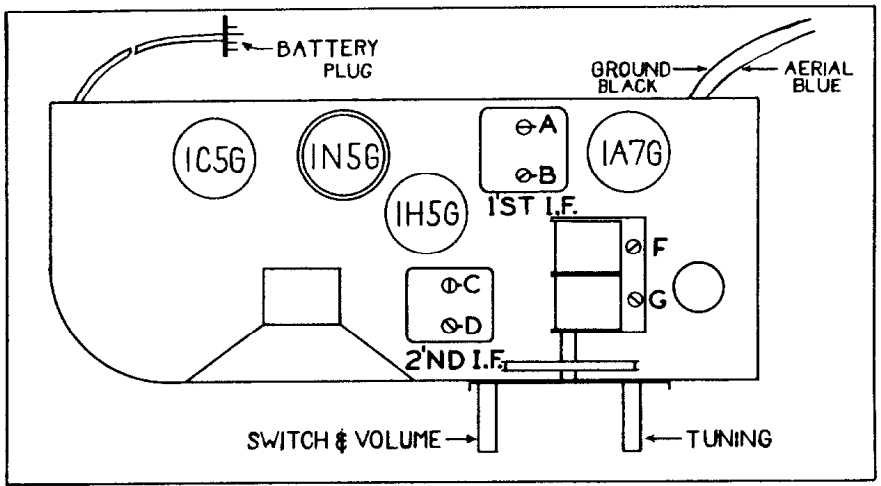 BATTERY
PLUG
GROUND
BLACK
AERIAL
BLUE
1C5G
1N5G
A
B
1A7G
1'ST I.F.
1H5G
F
G
C
D
2'ND I.F.
SWITCH & VOLUME
TUNING